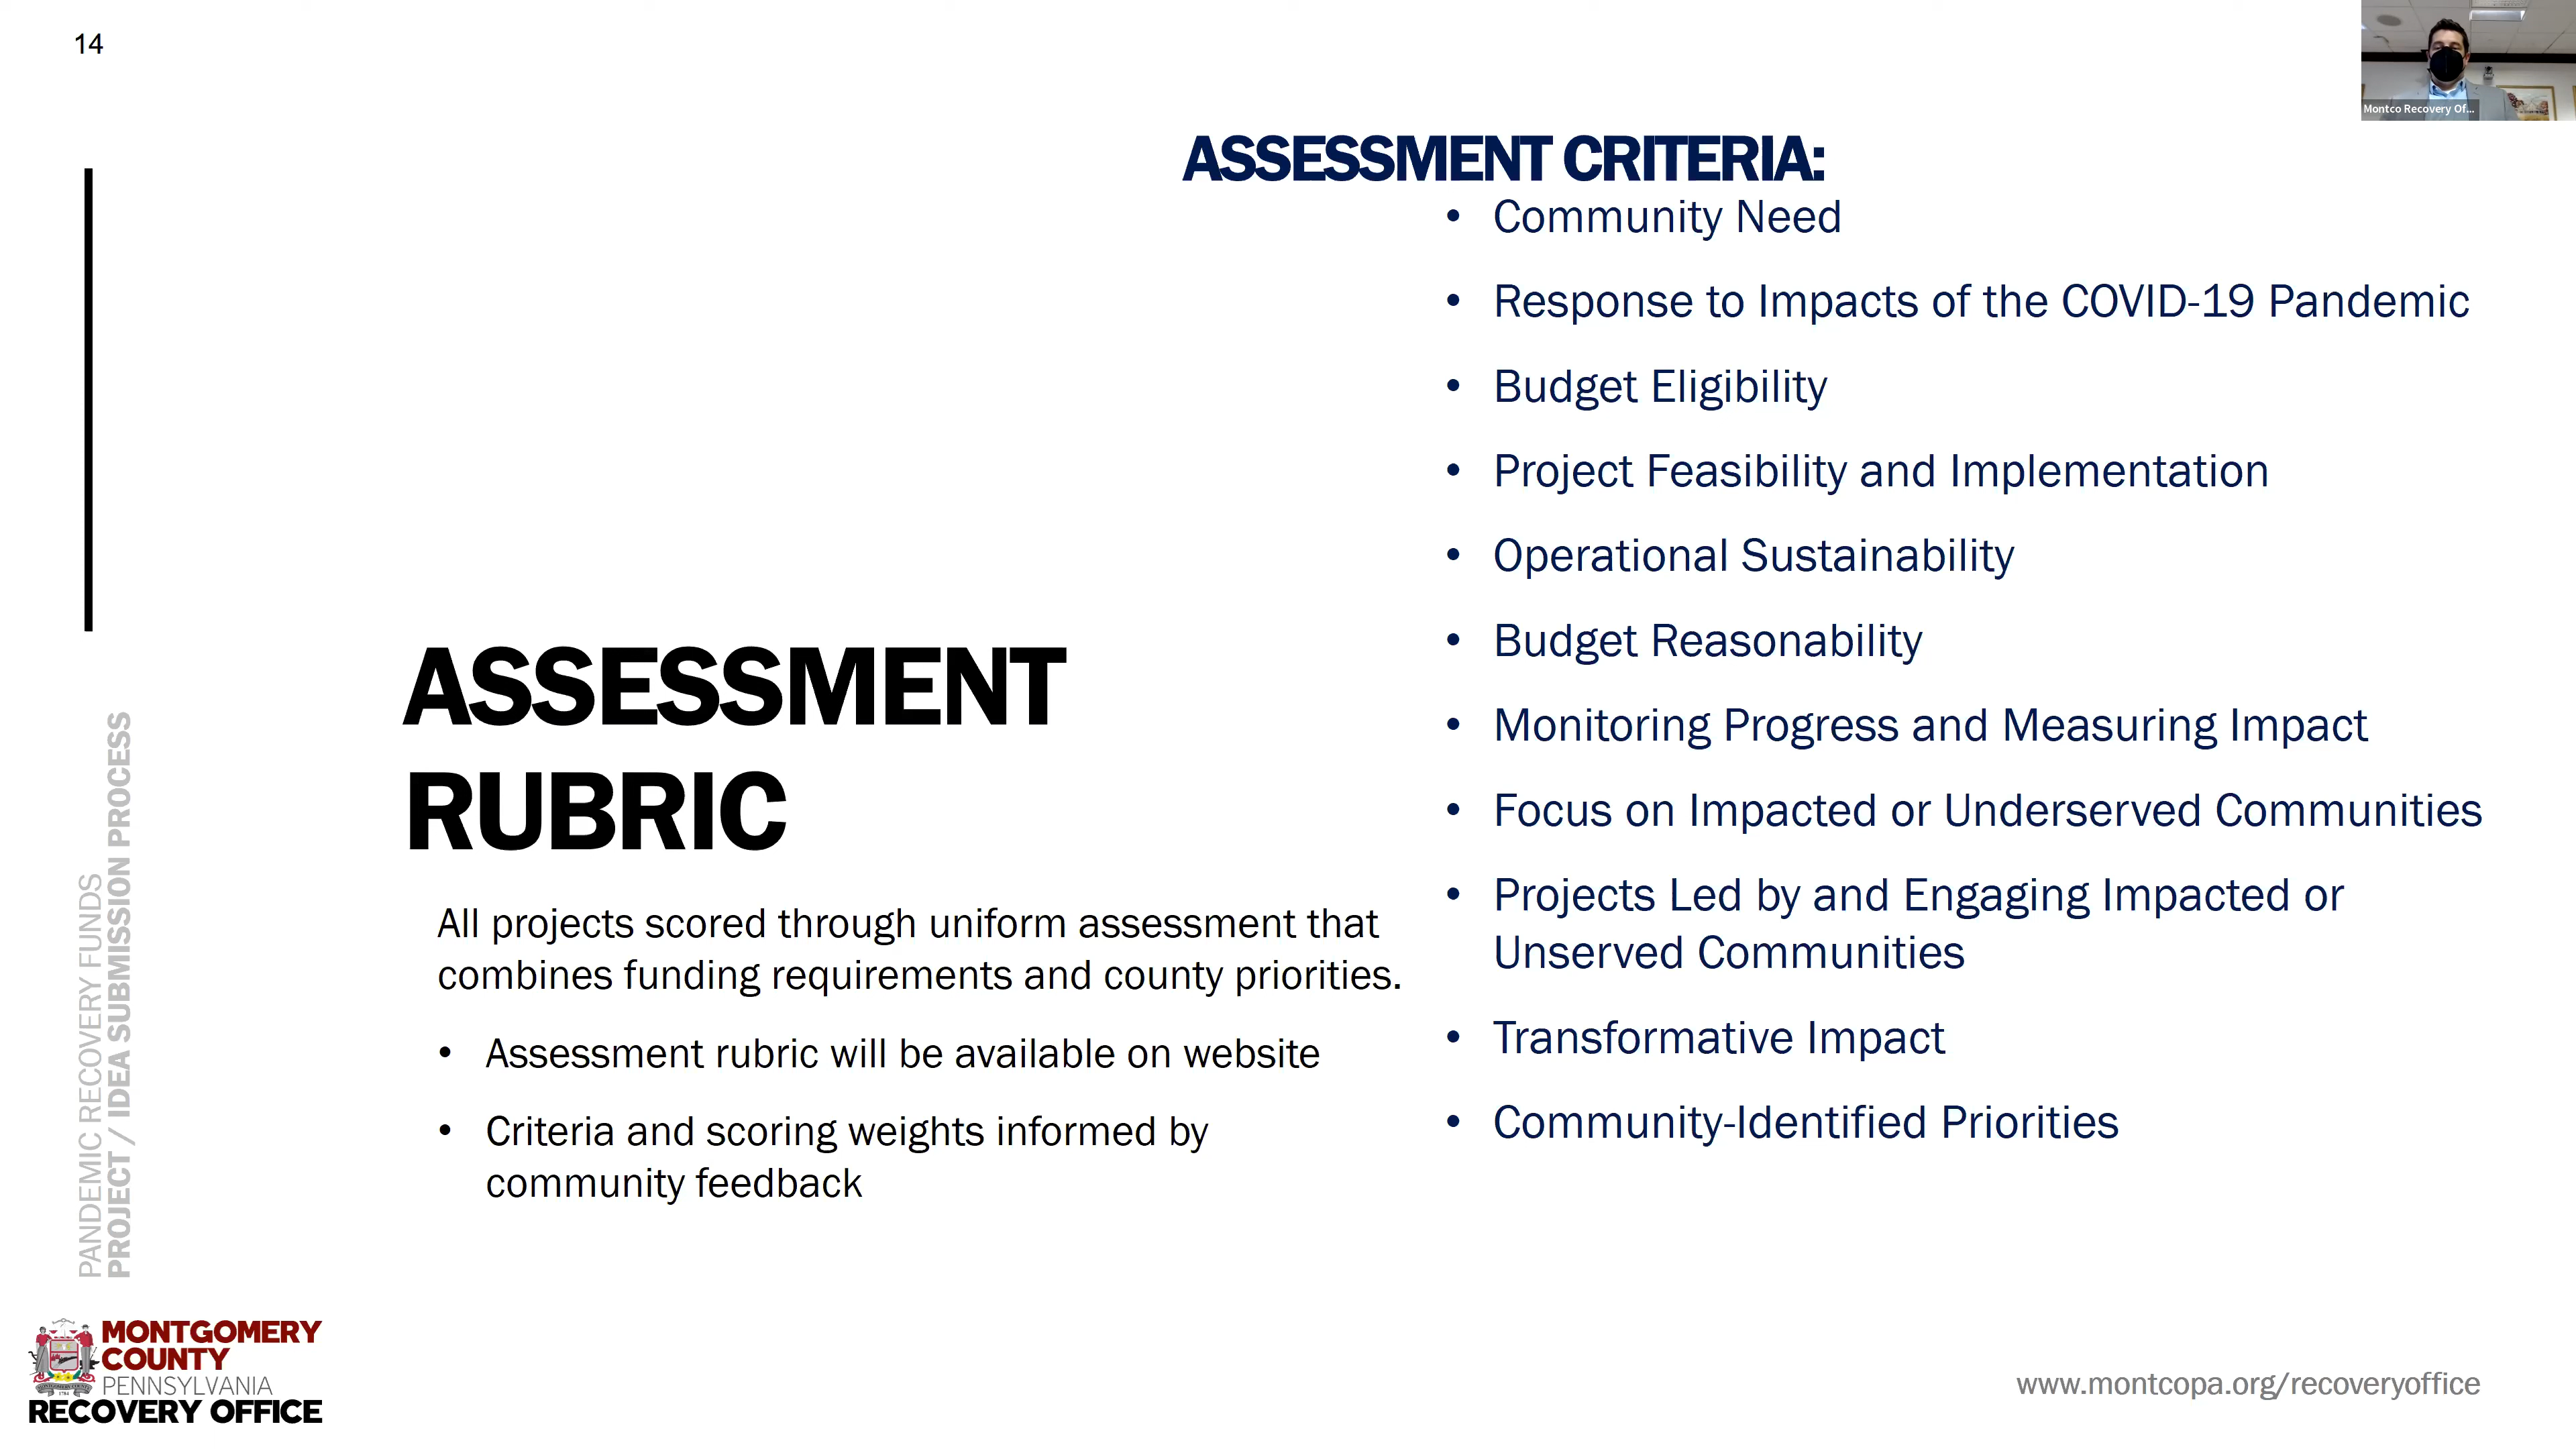 14
Montco Recovery Of...
ASSESSMENT CRITERIA:
• Community Need
• Response to Impacts of the COVID-19 Pandemic
• Budget Eligibility
• Project Feasibility and Implementation
• Operational Sustainability
• Budget Reasonability
• Monitoring Progress and Measuring Impact
• Focus on Impacted or Underserved Communities
• Projects Led by and Engaging Impacted or
Unserved Communities
• Transformative Impact
• Community-Identified Priorities
ASSESSMENT
RUBRIC
All projects scored through uniform assessment that
combines funding requirements and county priorities.
• Assessment rubric will be available on website
• Criteria and scoring weights informed by
community feedback
PANDEMIC RECOVERY FUNDS
PROJECT / IDEA SUBMISSION PROCESS
MONTGOMERY
COUNTY
PENNSYLVANIA
RECOVERY OFFICE
www.montcopa.org/recoveryoffice